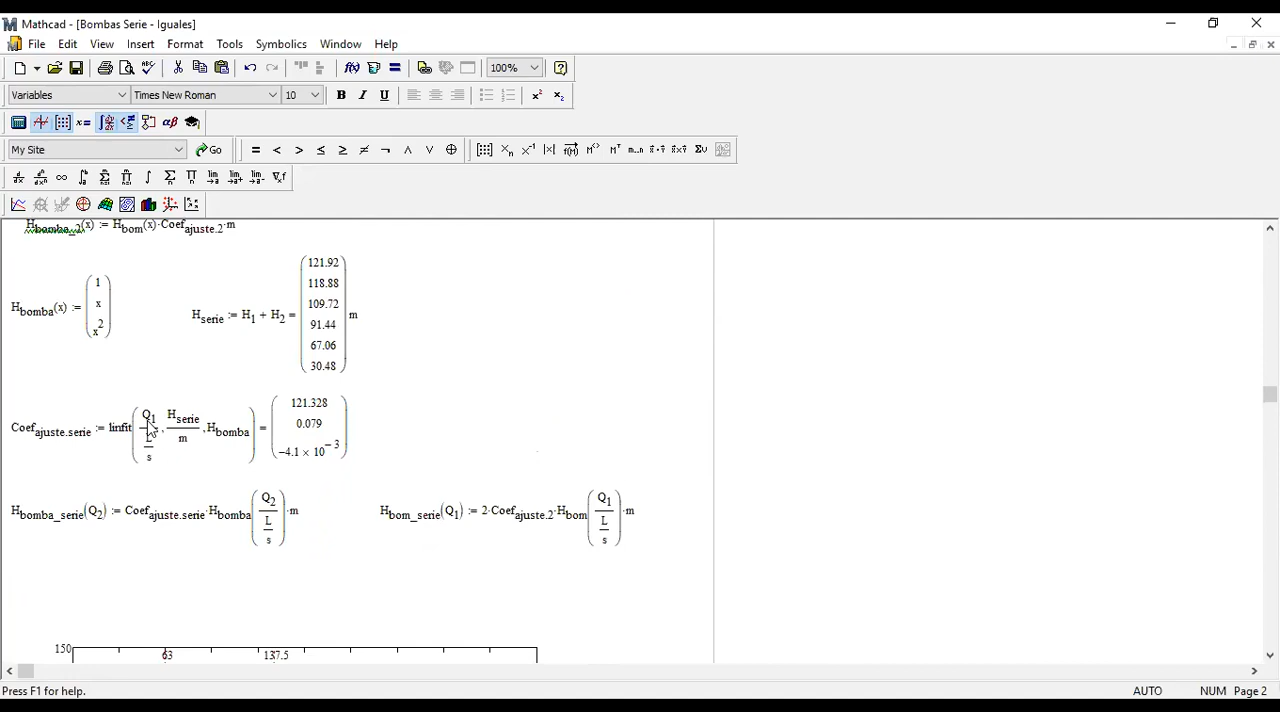 Mathcad - [Bombas Serie - Iguales]
File Edit View Insert Format Tools Symbolics Window Help
100%
Variables Times New Roman 10 B I U
My Site Go
H_bomba_2(x) := H_bom(x)·Coef_ajuste.2·m
H_bomba(x) := (1 x x^2)
H_serie := H_1 + H_2 = (121.92 118.88 109.72 91.44 67.06 30.48) m
Coef_ajuste.serie := linfit(Q_1/(L/s), H_serie/m, H_bomba) = (121.328 0.079 −4.1 × 10^−3)
H_bomba_serie(Q_2) := Coef_ajuste.serie·H_bomba(Q_2/(L/s))·m
H_bom_serie(Q_1) := 2·Coef_ajuste.2·H_bom(Q_1/(L/s))·m
150
63 137.5
Press F1 for help. AUTO NUM Page 2